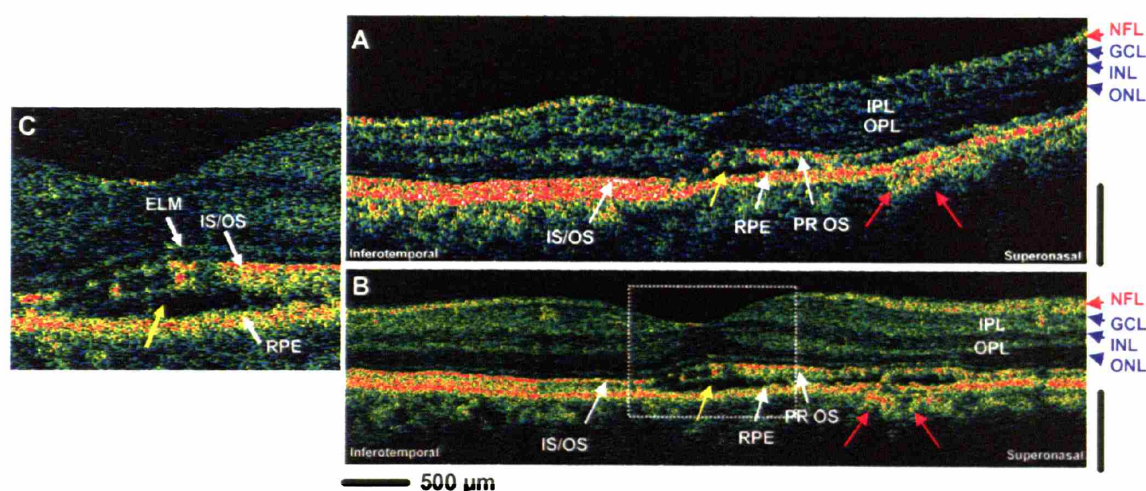 A
NFL
GCL
INL
ONL
IPL
OPL
C
ELM
IS/OS
RPE
IS/OS
RPE
PR OS
Inferotemporal
Superonasal
B
NFL
GCL
INL
ONL
IPL
OPL
IS/OS
RPE
PR OS
Inferotemporal
Superonasal
500 µm